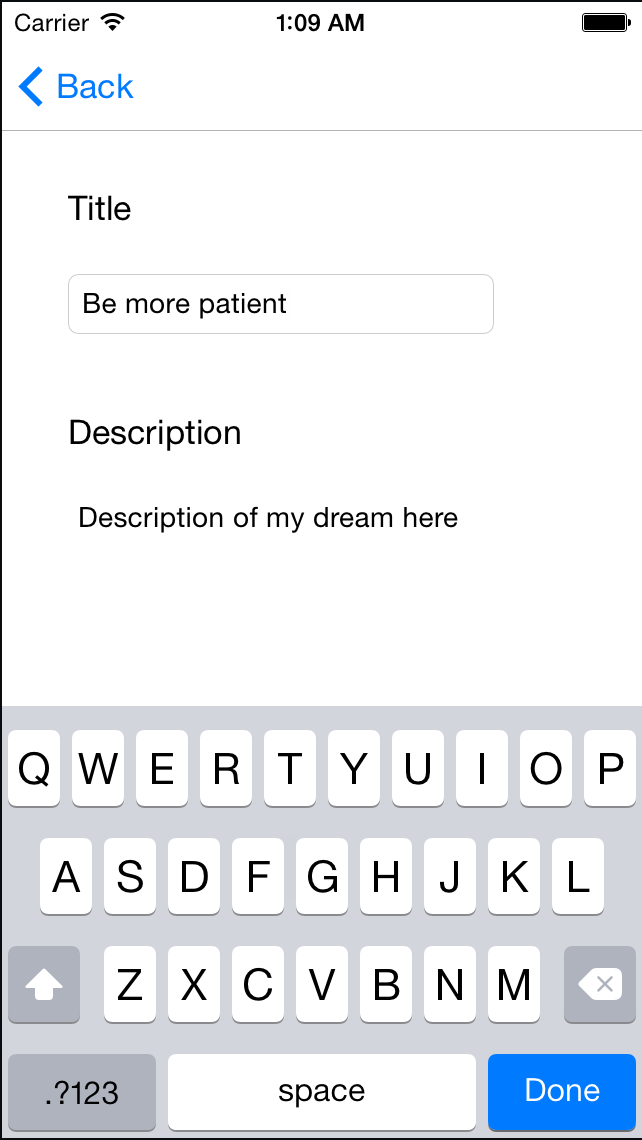 Carrier 1:09 AM
Back
Title
Be more patient
Description
Description of my dream here
Q W E R T Y U I O P
A S D F G H J K L
Z X C V B N M
.?123 space Done